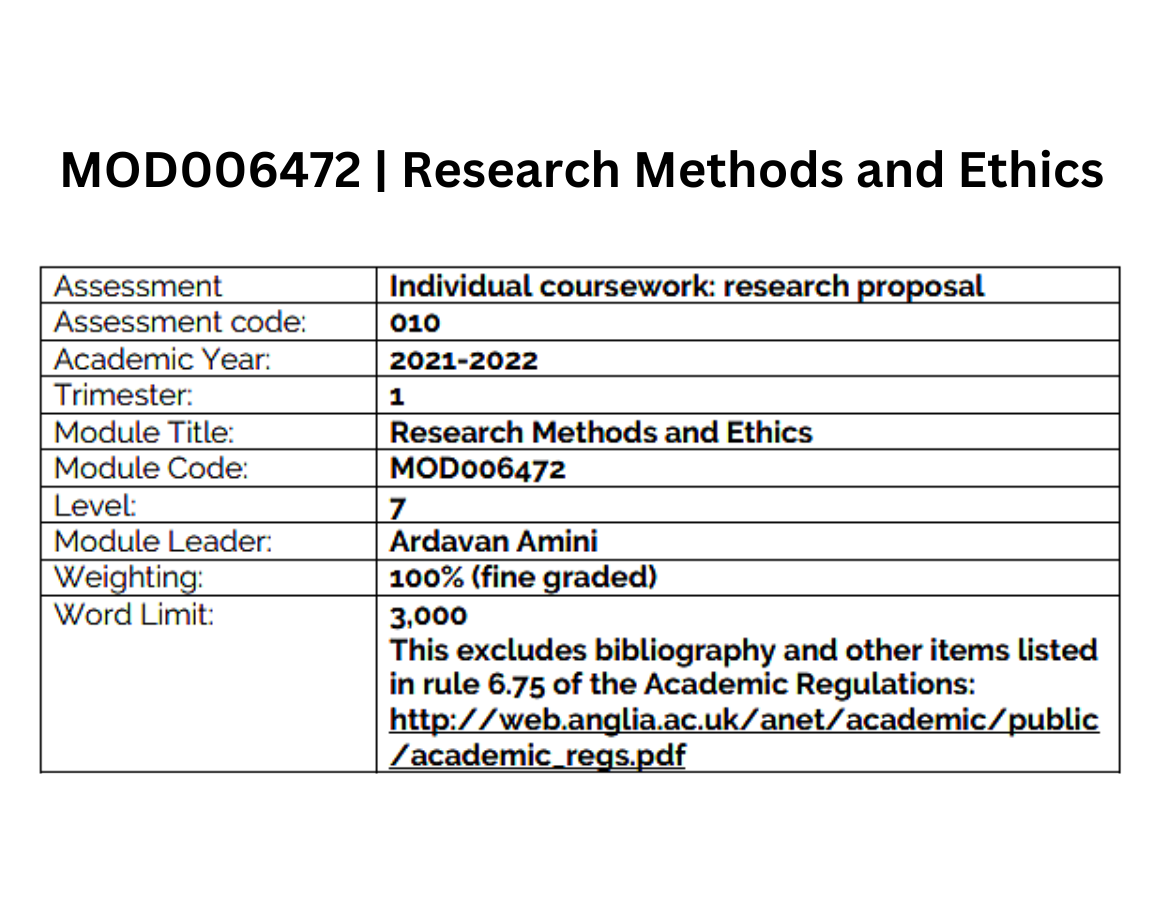 MOD006472 | Research Methods and Ethics
Assessment Individual coursework: research proposal
Assessment code: 010
Academic Year: 2021-2022
Trimester: 1
Module Title: Research Methods and Ethics
Module Code: MOD006472
Level: 7
Module Leader: Ardavan Amini
Weighting: 100% (fine graded)
Word Limit: 3,000
This excludes bibliography and other items listed
in rule 6.75 of the Academic Regulations:
http://web.anglia.ac.uk/anet/academic/public
/academic_regs.pdf